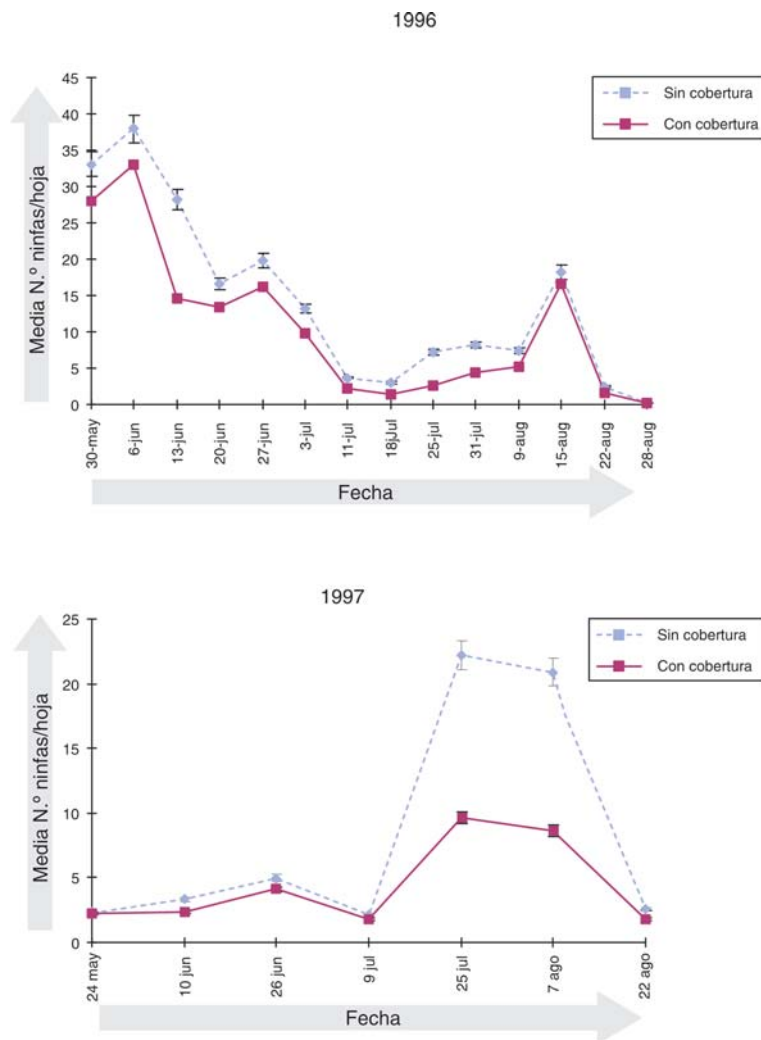 1996
45
40
35
30
25
20
15
10
5
0
Media N.º ninfas/hoja
Sin cobertura
Con cobertura
30-may
6-jun
13-jun
20-jun
27-jun
3-jul
11-jul
18jJul
25-jul
31-jul
9-aug
15-aug
22-aug
28-aug
Fecha
1997
25
20
15
10
5
0
Media N.º ninfas/hoja
Sin cobertura
Con cobertura
24 may
10 jun
26 jun
9 jul
25 jul
7 ago
22 ago
Fecha